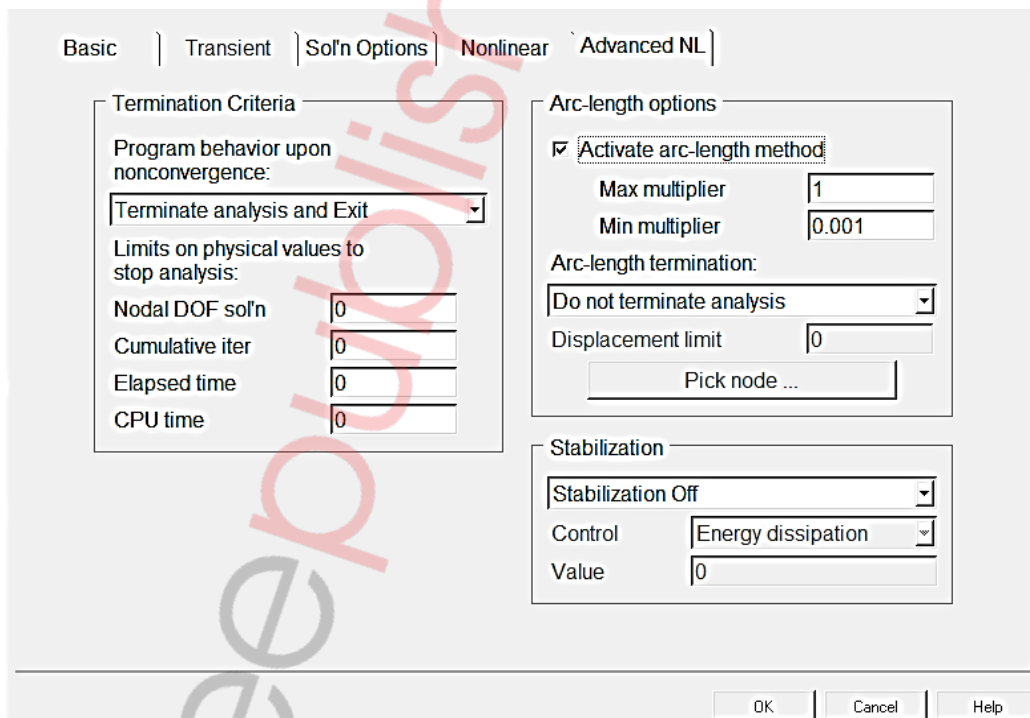 Basic
Transient
Sol'n Options
Nonlinear
Advanced NL
Termination Criteria
Program behavior upon
nonconvergence:
Terminate analysis and Exit
Limits on physical values to
stop analysis:
Nodal DOF sol'n 0
Cumulative iter 0
Elapsed time 0
CPU time 0
Arc-length options
Activate arc-length method
Max multiplier 1
Min multiplier 0.001
Arc-length termination:
Do not terminate analysis
Displacement limit 0
Pick node ...
Stabilization
Stabilization Off
Control Energy dissipation
Value 0
OK
Cancel
Help